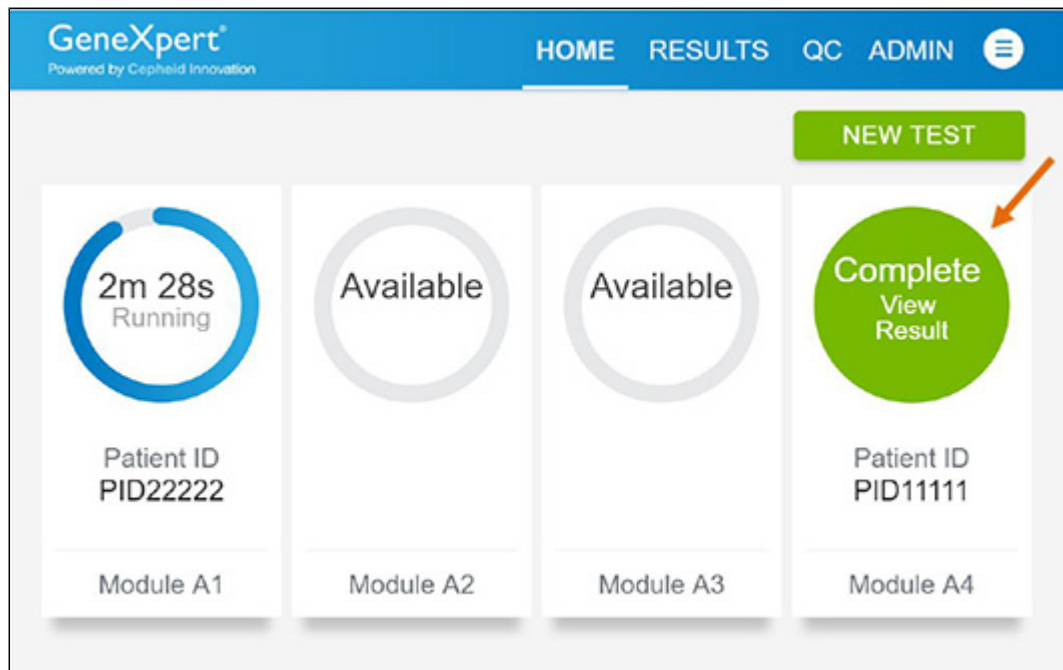 GeneXpert®
Powered by Cepheid Innovation
HOME RESULTS QC ADMIN
NEW TEST
2m 28s
Running
Patient ID
PID22222
Module A1
Available
Module A2
Available
Module A3
Complete
View
Result
Patient ID
PID11111
Module A4